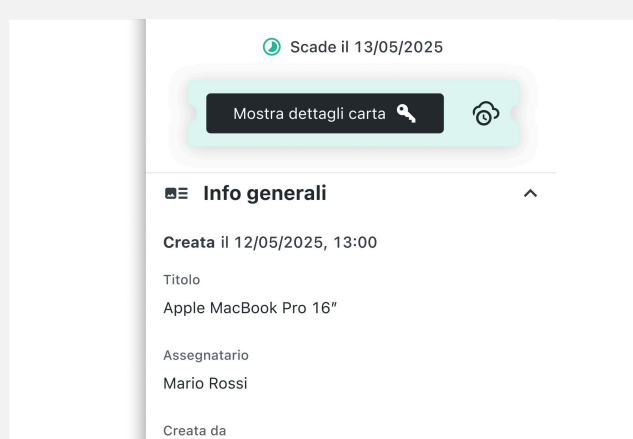 Scade il 13/05/2025
Mostra dettagli carta
Info generali
Creata il 12/05/2025, 13:00
Titolo
Apple MacBook Pro 16″
Assegnatario
Mario Rossi
Creata da